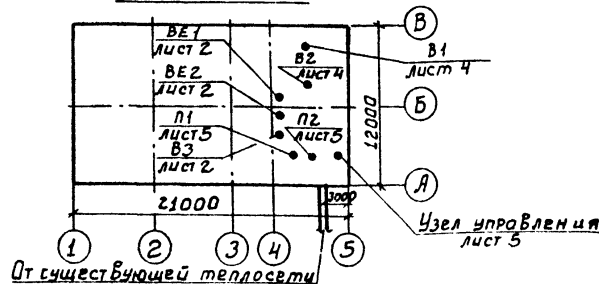 ВЕ1
лист 2
В1
лист 4
В2
лист 4
ВЕ2
лист 2
П1
лист 5
П2
лист 5
В3
лист 2
В
Б
А
12000
3000
21000
1 2 3 4 5
Узел управления
лист 5
От существующей теплосети